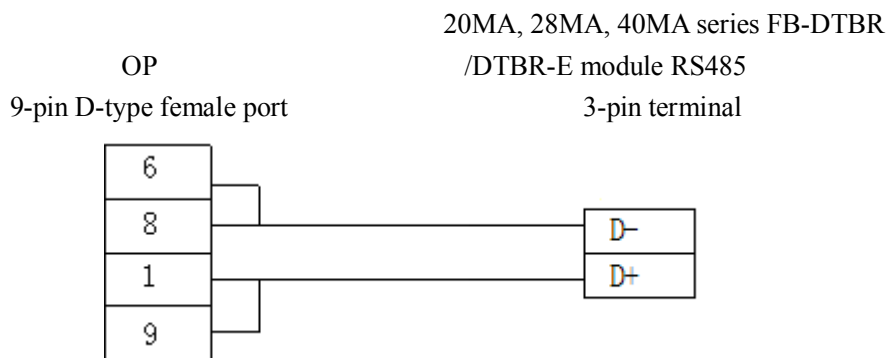 20MA, 28MA, 40MA series FB-DTBR
OP
/DTBR-E module RS485
9-pin D-type female port
3-pin terminal
6
8
D-
1
D+
9